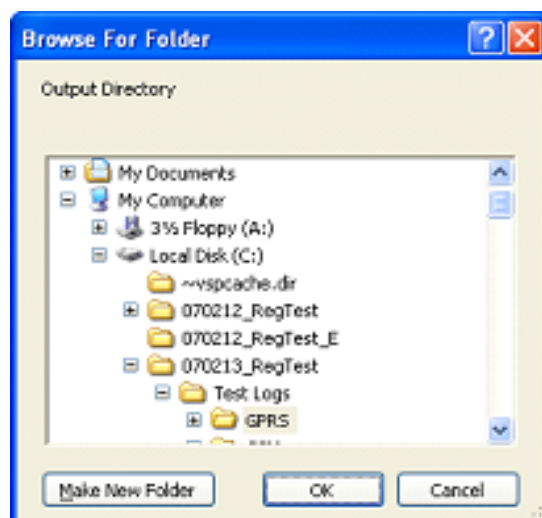 Browse For Folder
Output Directory
My Documents
My Computer
3½ Floppy (A:)
Local Disk (C:)
~vspcache.dir
070212_RegTest
070212_RegTest_E
070213_RegTest
Test Logs
GPRS
Make New Folder
OK
Cancel